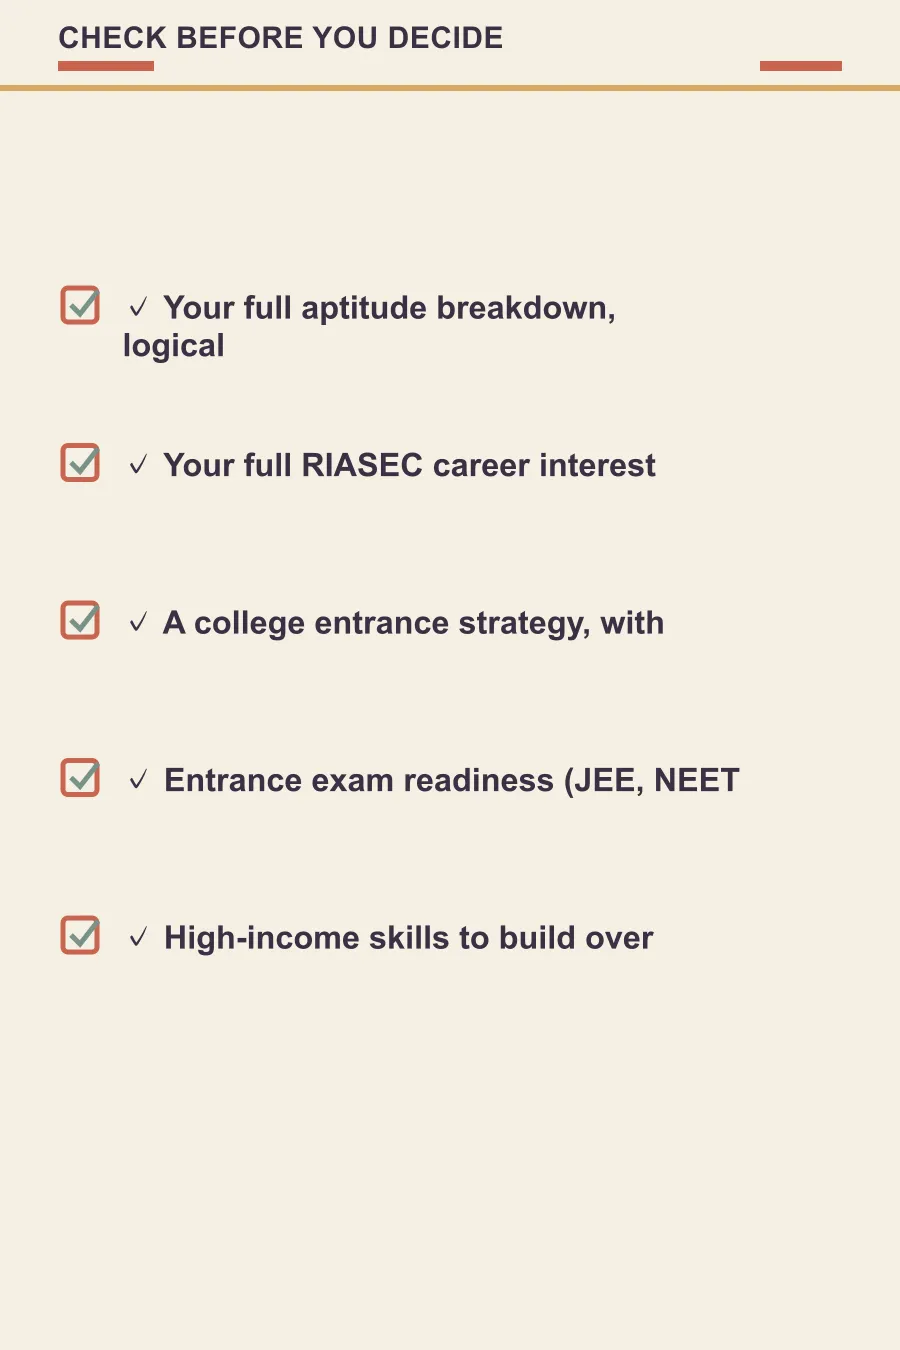 CHECK BEFORE YOU DECIDE
✓ Your full aptitude breakdown,
logical
✓ Your full RIASEC career interest
✓ A college entrance strategy, with
✓ Entrance exam readiness (JEE, NEET
✓ High-income skills to build over